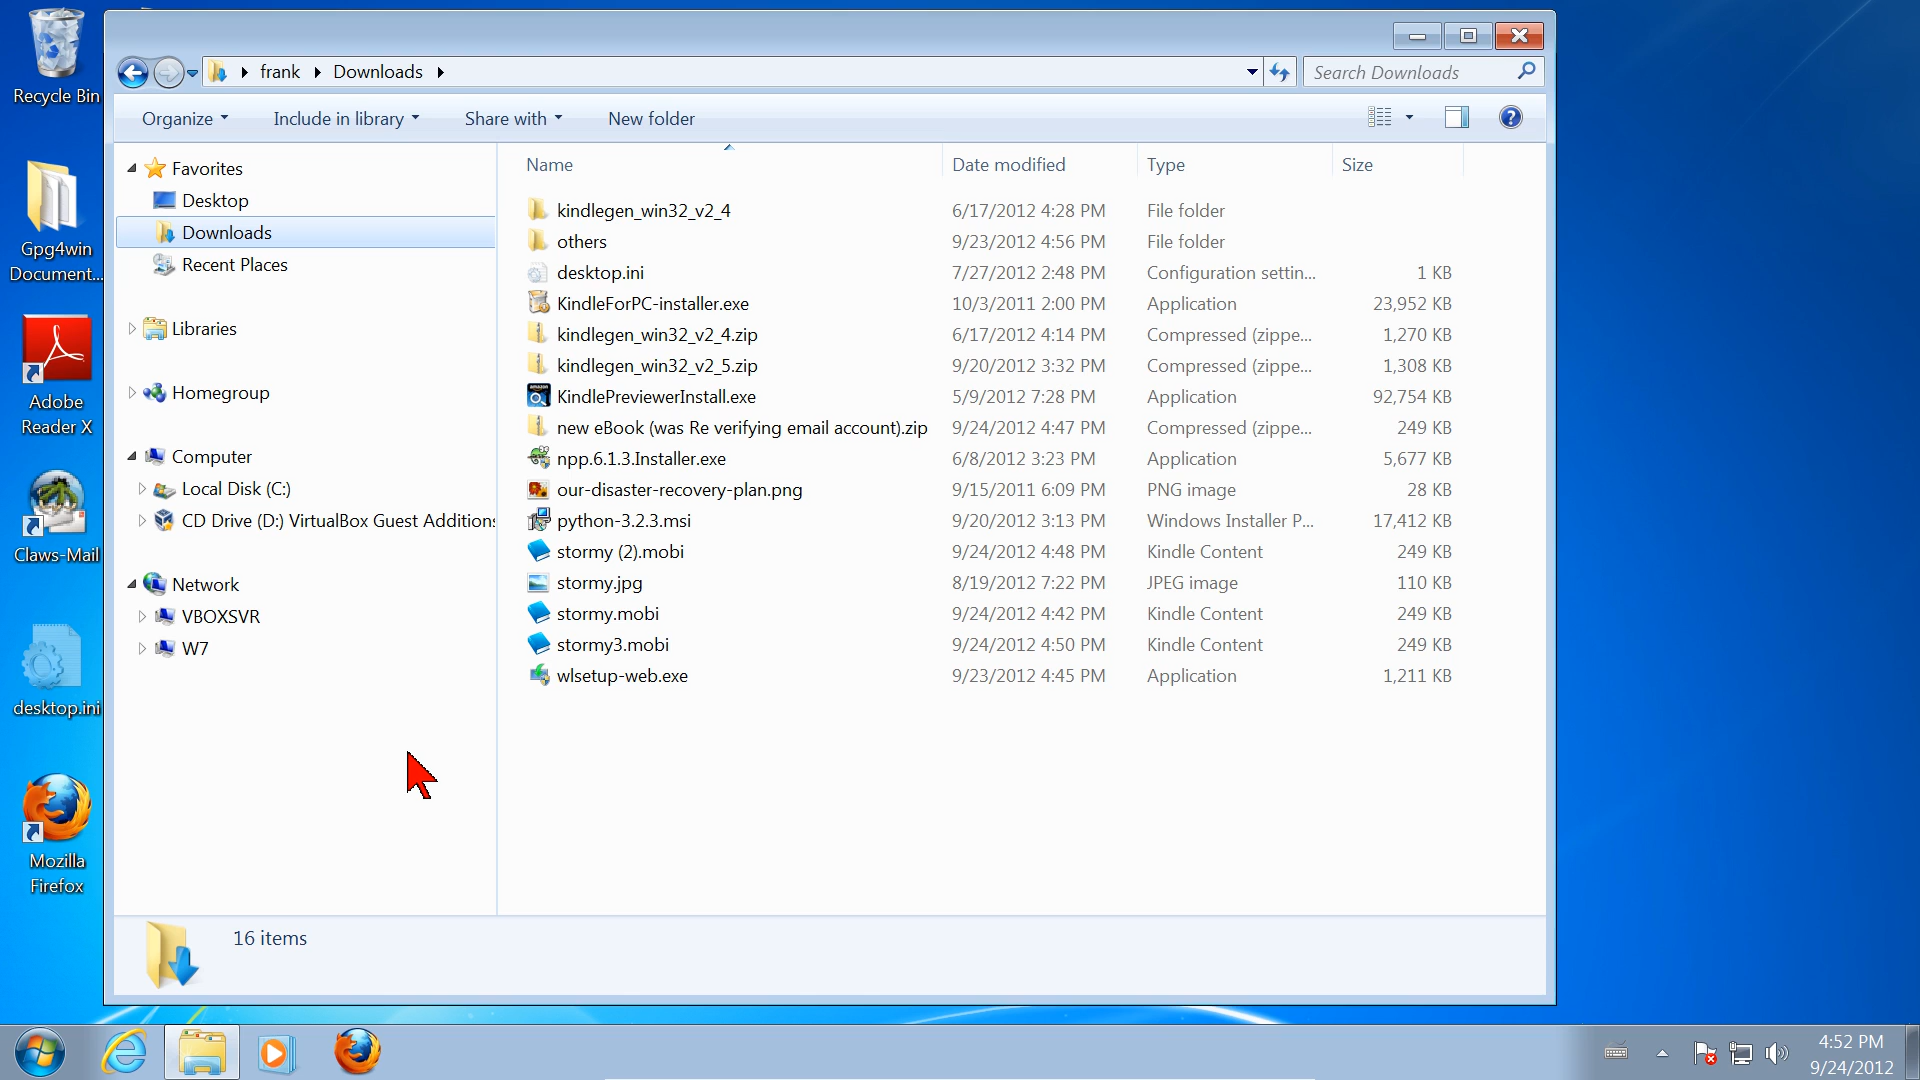 Recycle Bin
Gpg4win
Document...
Adobe
Reader X
Claws-Mail
desktop.ini
Mozilla
Firefox
frank Downloads
Search Downloads
Organize Include in library Share with New folder
Favorites
Desktop
Downloads
Recent Places
Libraries
Homegroup
Computer
Local Disk (C:)
CD Drive (D:) VirtualBox Guest Additions
Network
VBOXSVR
W7
Name Date modified Type Size
kindlegen_win32_v2_4 6/17/2012 4:28 PM File folder
others 9/23/2012 4:56 PM File folder
desktop.ini 7/27/2012 2:48 PM Configuration settin... 1 KB
KindleForPC-installer.exe 10/3/2011 2:00 PM Application 23,952 KB
kindlegen_win32_v2_4.zip 6/17/2012 4:14 PM Compressed (zippe... 1,270 KB
kindlegen_win32_v2_5.zip 9/20/2012 3:32 PM Compressed (zippe... 1,308 KB
KindlePreviewerInstall.exe 5/9/2012 7:28 PM Application 92,754 KB
new eBook (was Re verifying email account).zip 9/24/2012 4:47 PM Compressed (zippe... 249 KB
npp.6.1.3.Installer.exe 6/8/2012 3:23 PM Application 5,677 KB
our-disaster-recovery-plan.png 9/15/2011 6:09 PM PNG image 28 KB
python-3.2.3.msi 9/20/2012 3:13 PM Windows Installer P... 17,412 KB
stormy (2).mobi 9/24/2012 4:48 PM Kindle Content 249 KB
stormy.jpg 8/19/2012 7:22 PM JPEG image 110 KB
stormy.mobi 9/24/2012 4:42 PM Kindle Content 249 KB
stormy3.mobi 9/24/2012 4:50 PM Kindle Content 249 KB
wlsetup-web.exe 9/23/2012 4:45 PM Application 1,211 KB
16 items
4:52 PM
9/24/2012